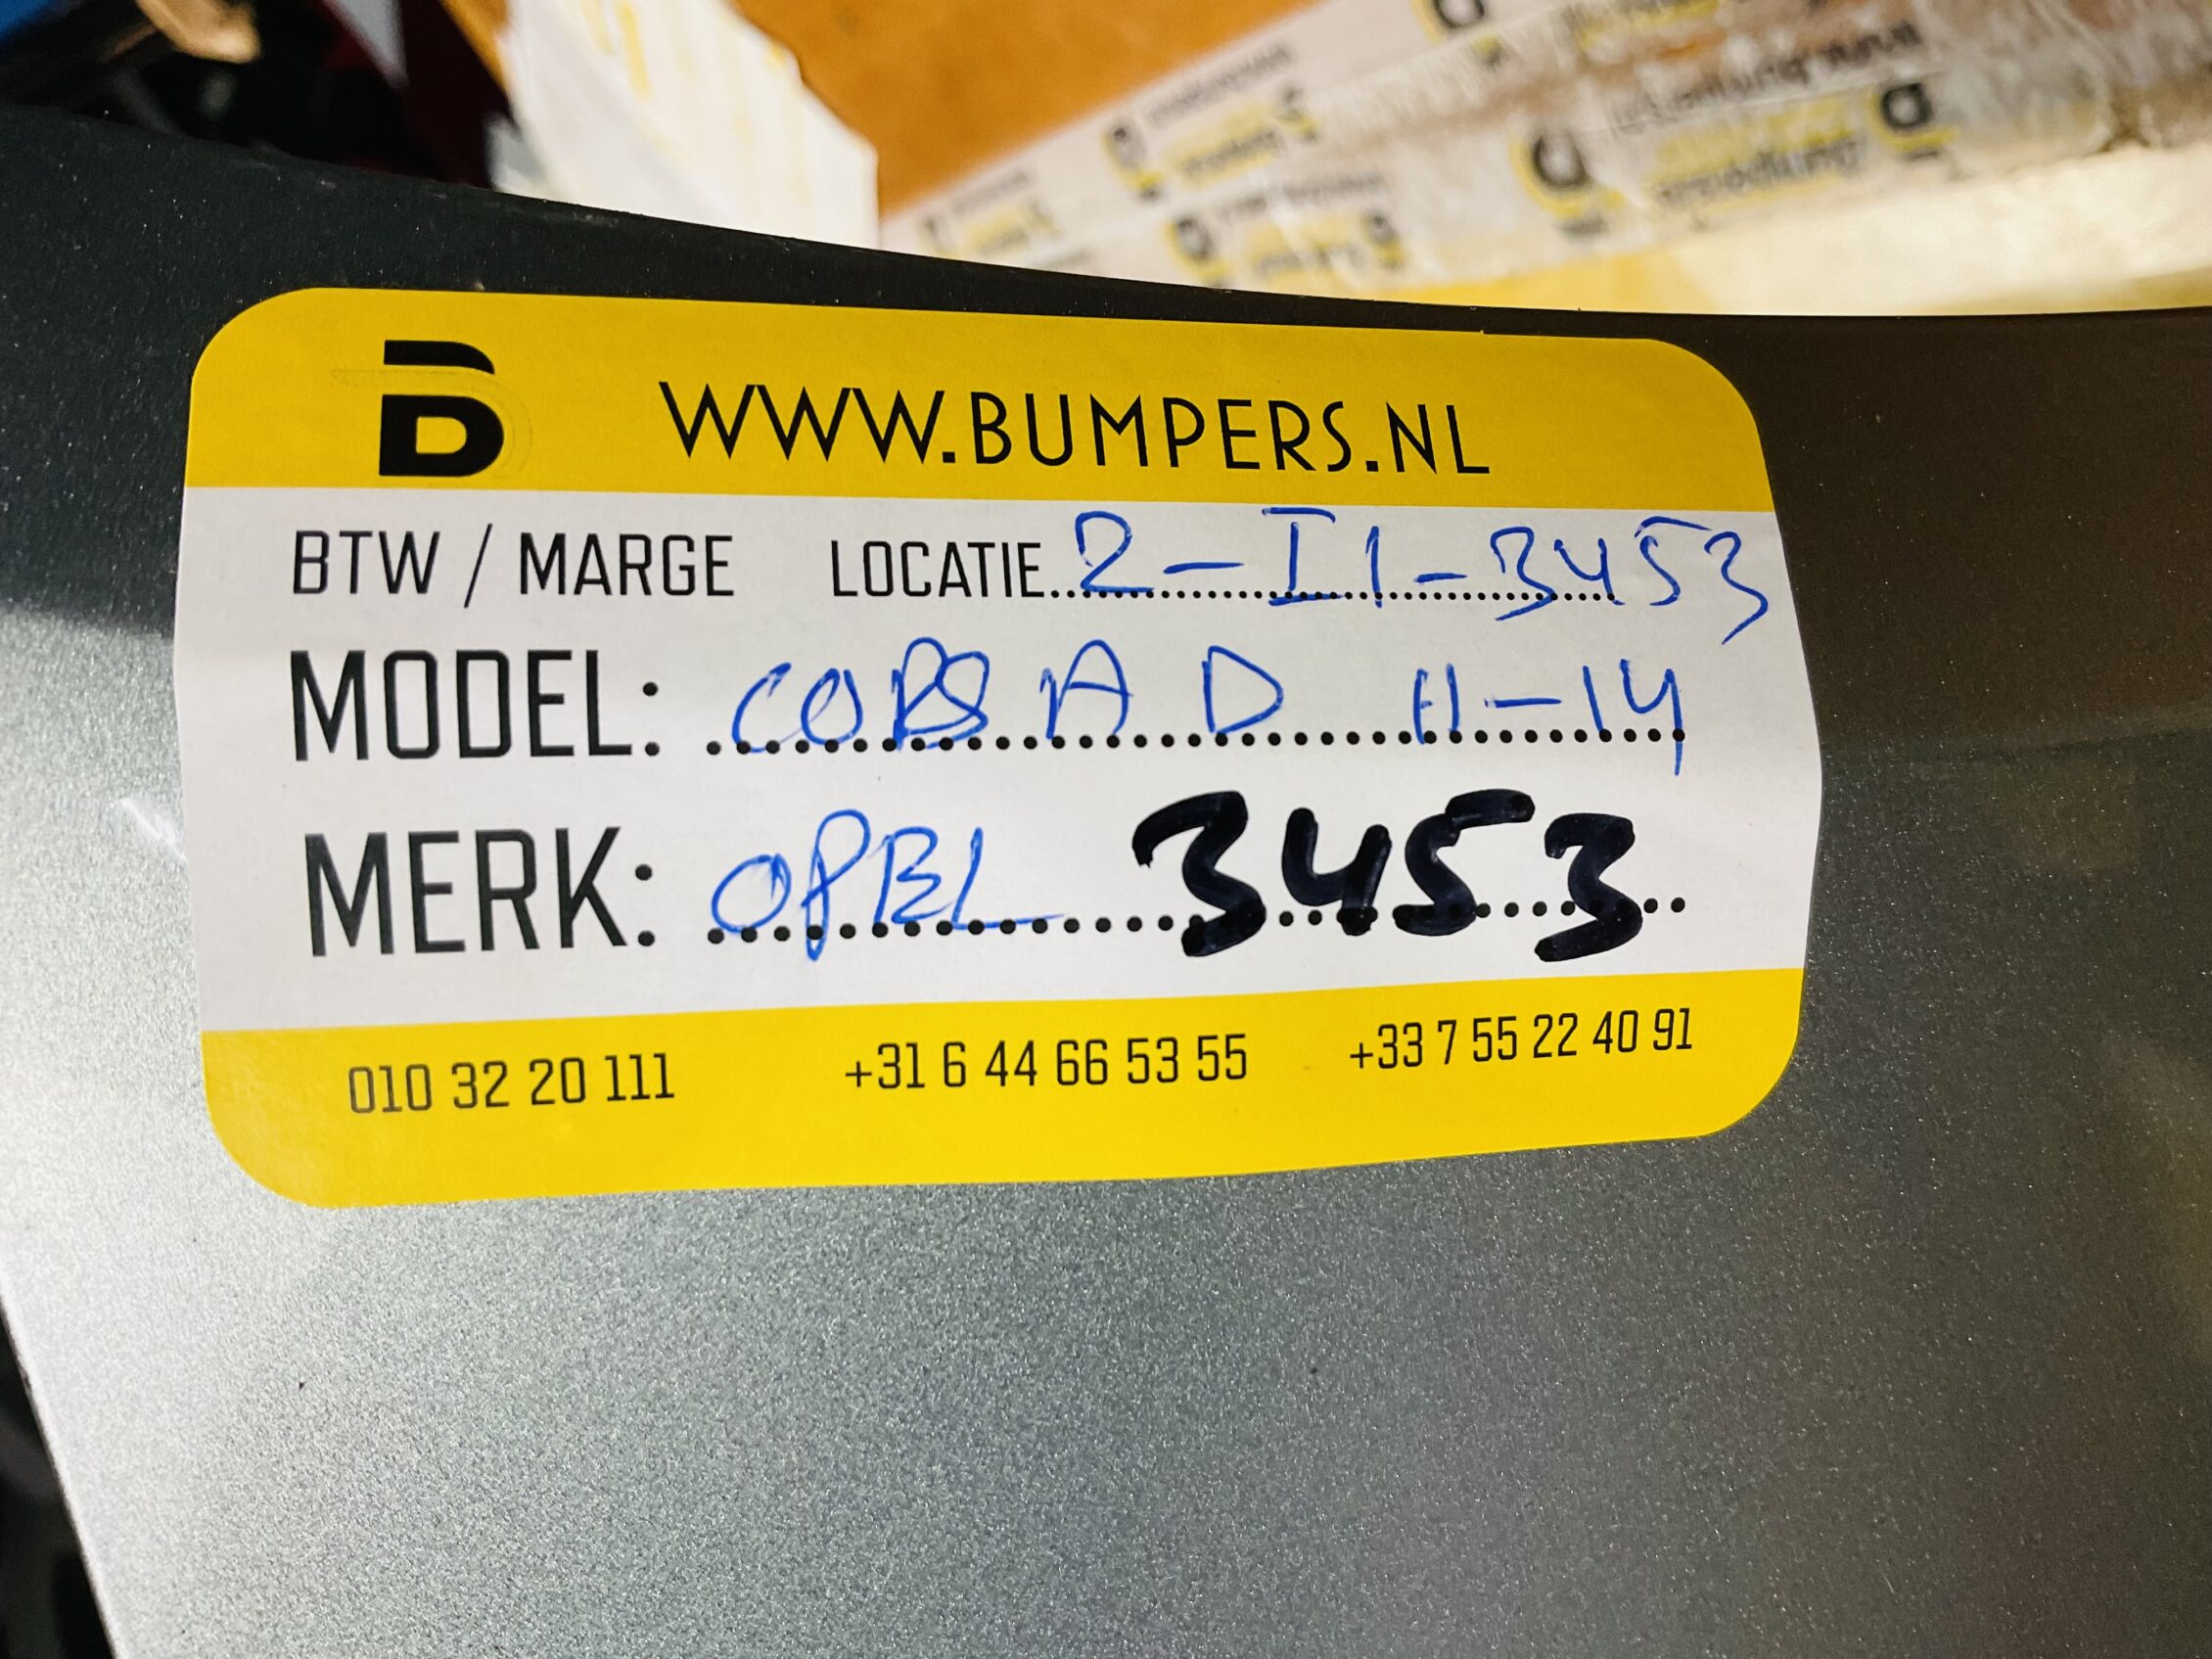 B WWW.BUMPERS.NL
BTW / MARGE LOCATIE 2-I1-3453
MODEL: CORSA D 11-14
MERK: OPEL 3453
010 32 20 111 +31 6 44 66 53 55 +33 7 55 22 40 91